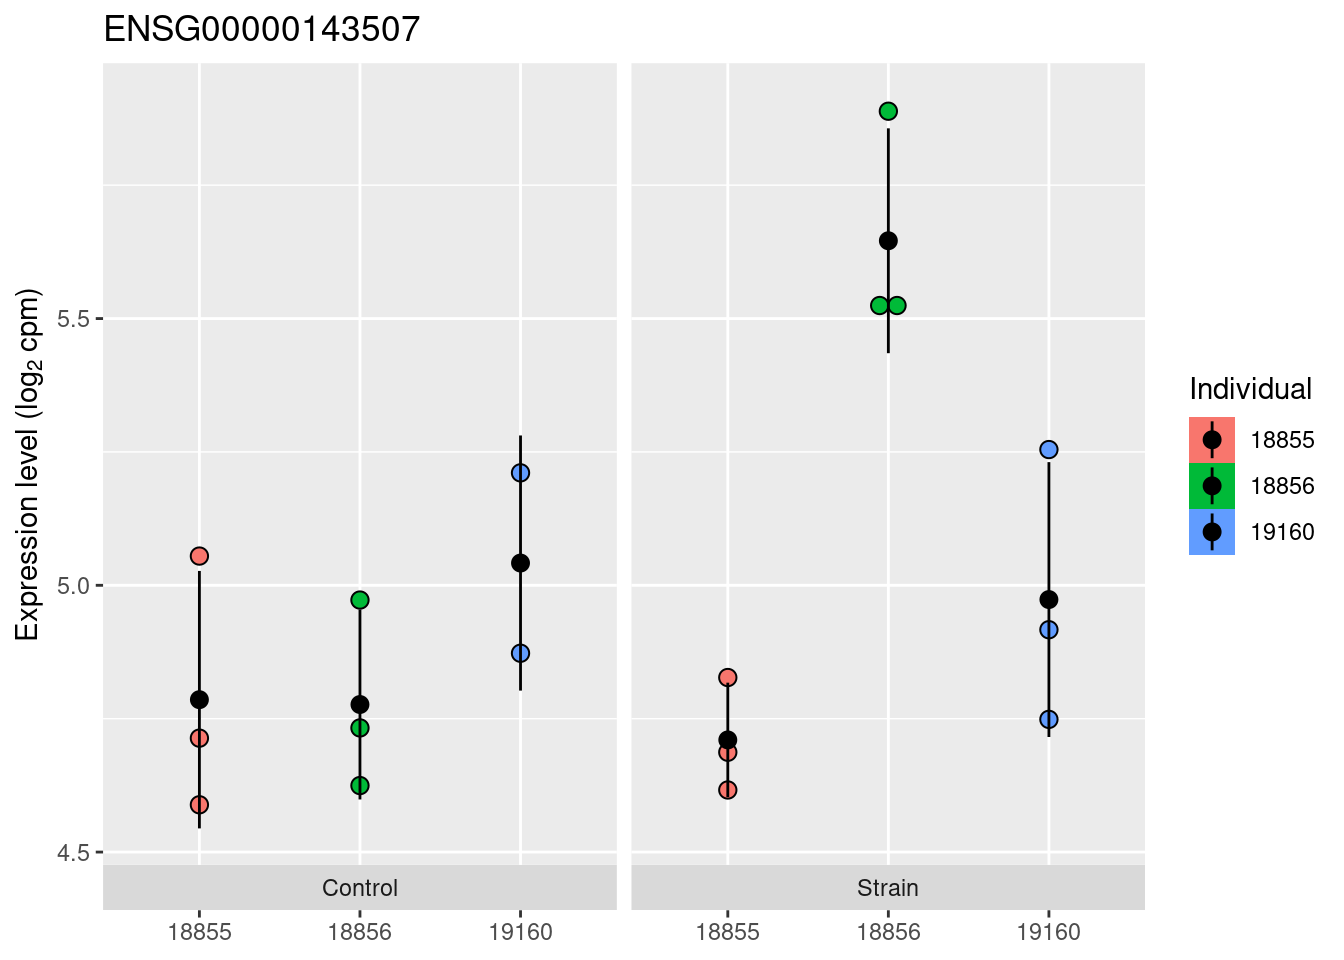 ENSG00000143507
Expression level (log₂ cpm)
5.5
5.0
4.5
Control
Strain
18855
18856
19160
18855
18856
19160
Individual
18855
18856
19160